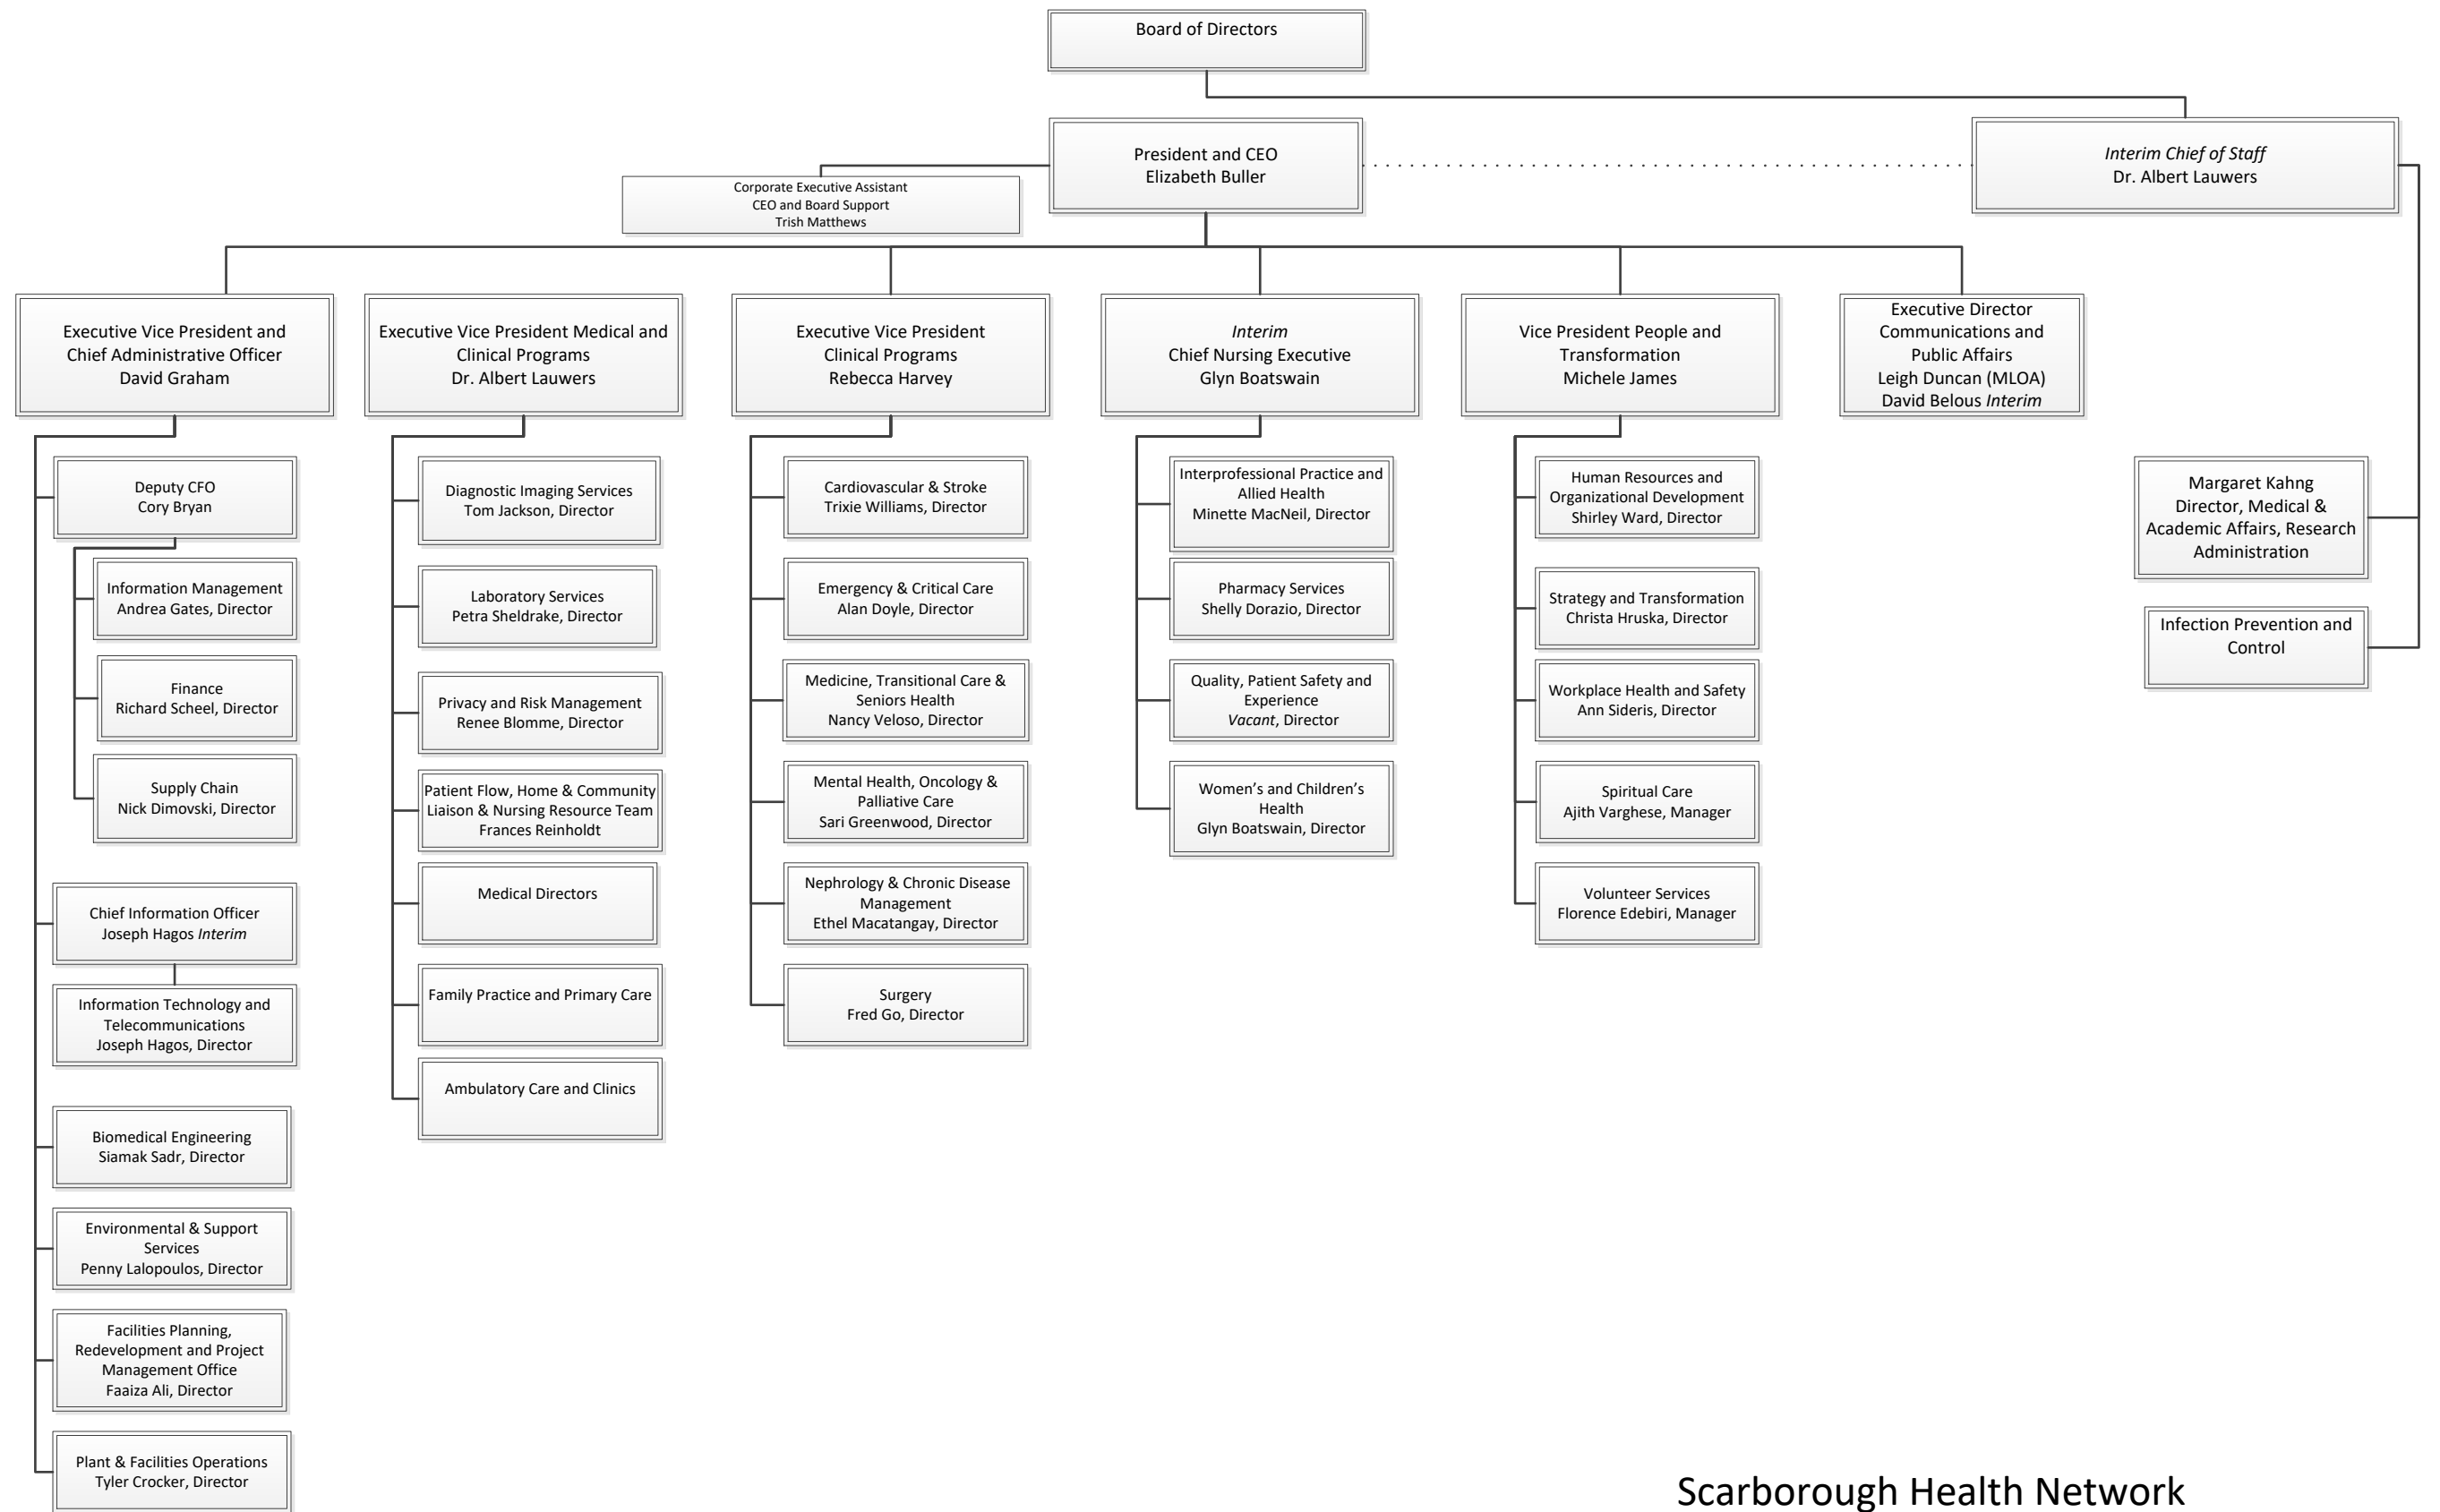 Board of Directors
President and CEO
Elizabeth Buller
Interim Chief of Staff
Dr. Albert Lauwers
Corporate Executive Assistant
CEO and Board Support
Trish Matthews
Executive Vice President and
Chief Administrative Officer
David Graham
Executive Vice President Medical and
Clinical Programs
Dr. Albert Lauwers
Executive Vice President
Clinical Programs
Rebecca Harvey
Interim
Chief Nursing Executive
Glyn Boatswain
Vice President People and
Transformation
Michele James
Executive Director
Communications and
Public Affairs
Leigh Duncan (MLOA)
David Belous Interim
Deputy CFO
Cory Bryan
Information Management
Andrea Gates, Director
Finance
Richard Scheel, Director
Supply Chain
Nick Dimovski, Director
Chief Information Officer
Joseph Hagos Interim
Information Technology and
Telecommunications
Joseph Hagos, Director
Biomedical Engineering
Siamak Sadr, Director
Environmental & Support
Services
Penny Lalopoulos, Director
Facilities Planning,
Redevelopment and Project
Management Office
Faaiza Ali, Director
Plant & Facilities Operations
Tyler Crocker, Director
Diagnostic Imaging Services
Tom Jackson, Director
Laboratory Services
Petra Sheldrake, Director
Privacy and Risk Management
Renee Blomme, Director
Patient Flow, Home & Community
Liaison & Nursing Resource Team
Frances Reinholdt
Medical Directors
Family Practice and Primary Care
Ambulatory Care and Clinics
Cardiovascular & Stroke
Trixie Williams, Director
Emergency & Critical Care
Alan Doyle, Director
Medicine, Transitional Care &
Seniors Health
Nancy Veloso, Director
Mental Health, Oncology &
Palliative Care
Sari Greenwood, Director
Nephrology & Chronic Disease
Management
Ethel Macatangay, Director
Surgery
Fred Go, Director
Interprofessional Practice and
Allied Health
Minette MacNeil, Director
Pharmacy Services
Shelly Dorazio, Director
Quality, Patient Safety and
Experience
Vacant, Director
Women’s and Children’s
Health
Glyn Boatswain, Director
Human Resources and
Organizational Development
Shirley Ward, Director
Strategy and Transformation
Christa Hruska, Director
Workplace Health and Safety
Ann Sideris, Director
Spiritual Care
Ajith Varghese, Manager
Volunteer Services
Florence Edebiri, Manager
Margaret Kahng
Director, Medical &
Academic Affairs, Research
Administration
Infection Prevention and
Control
Scarborough Health Network